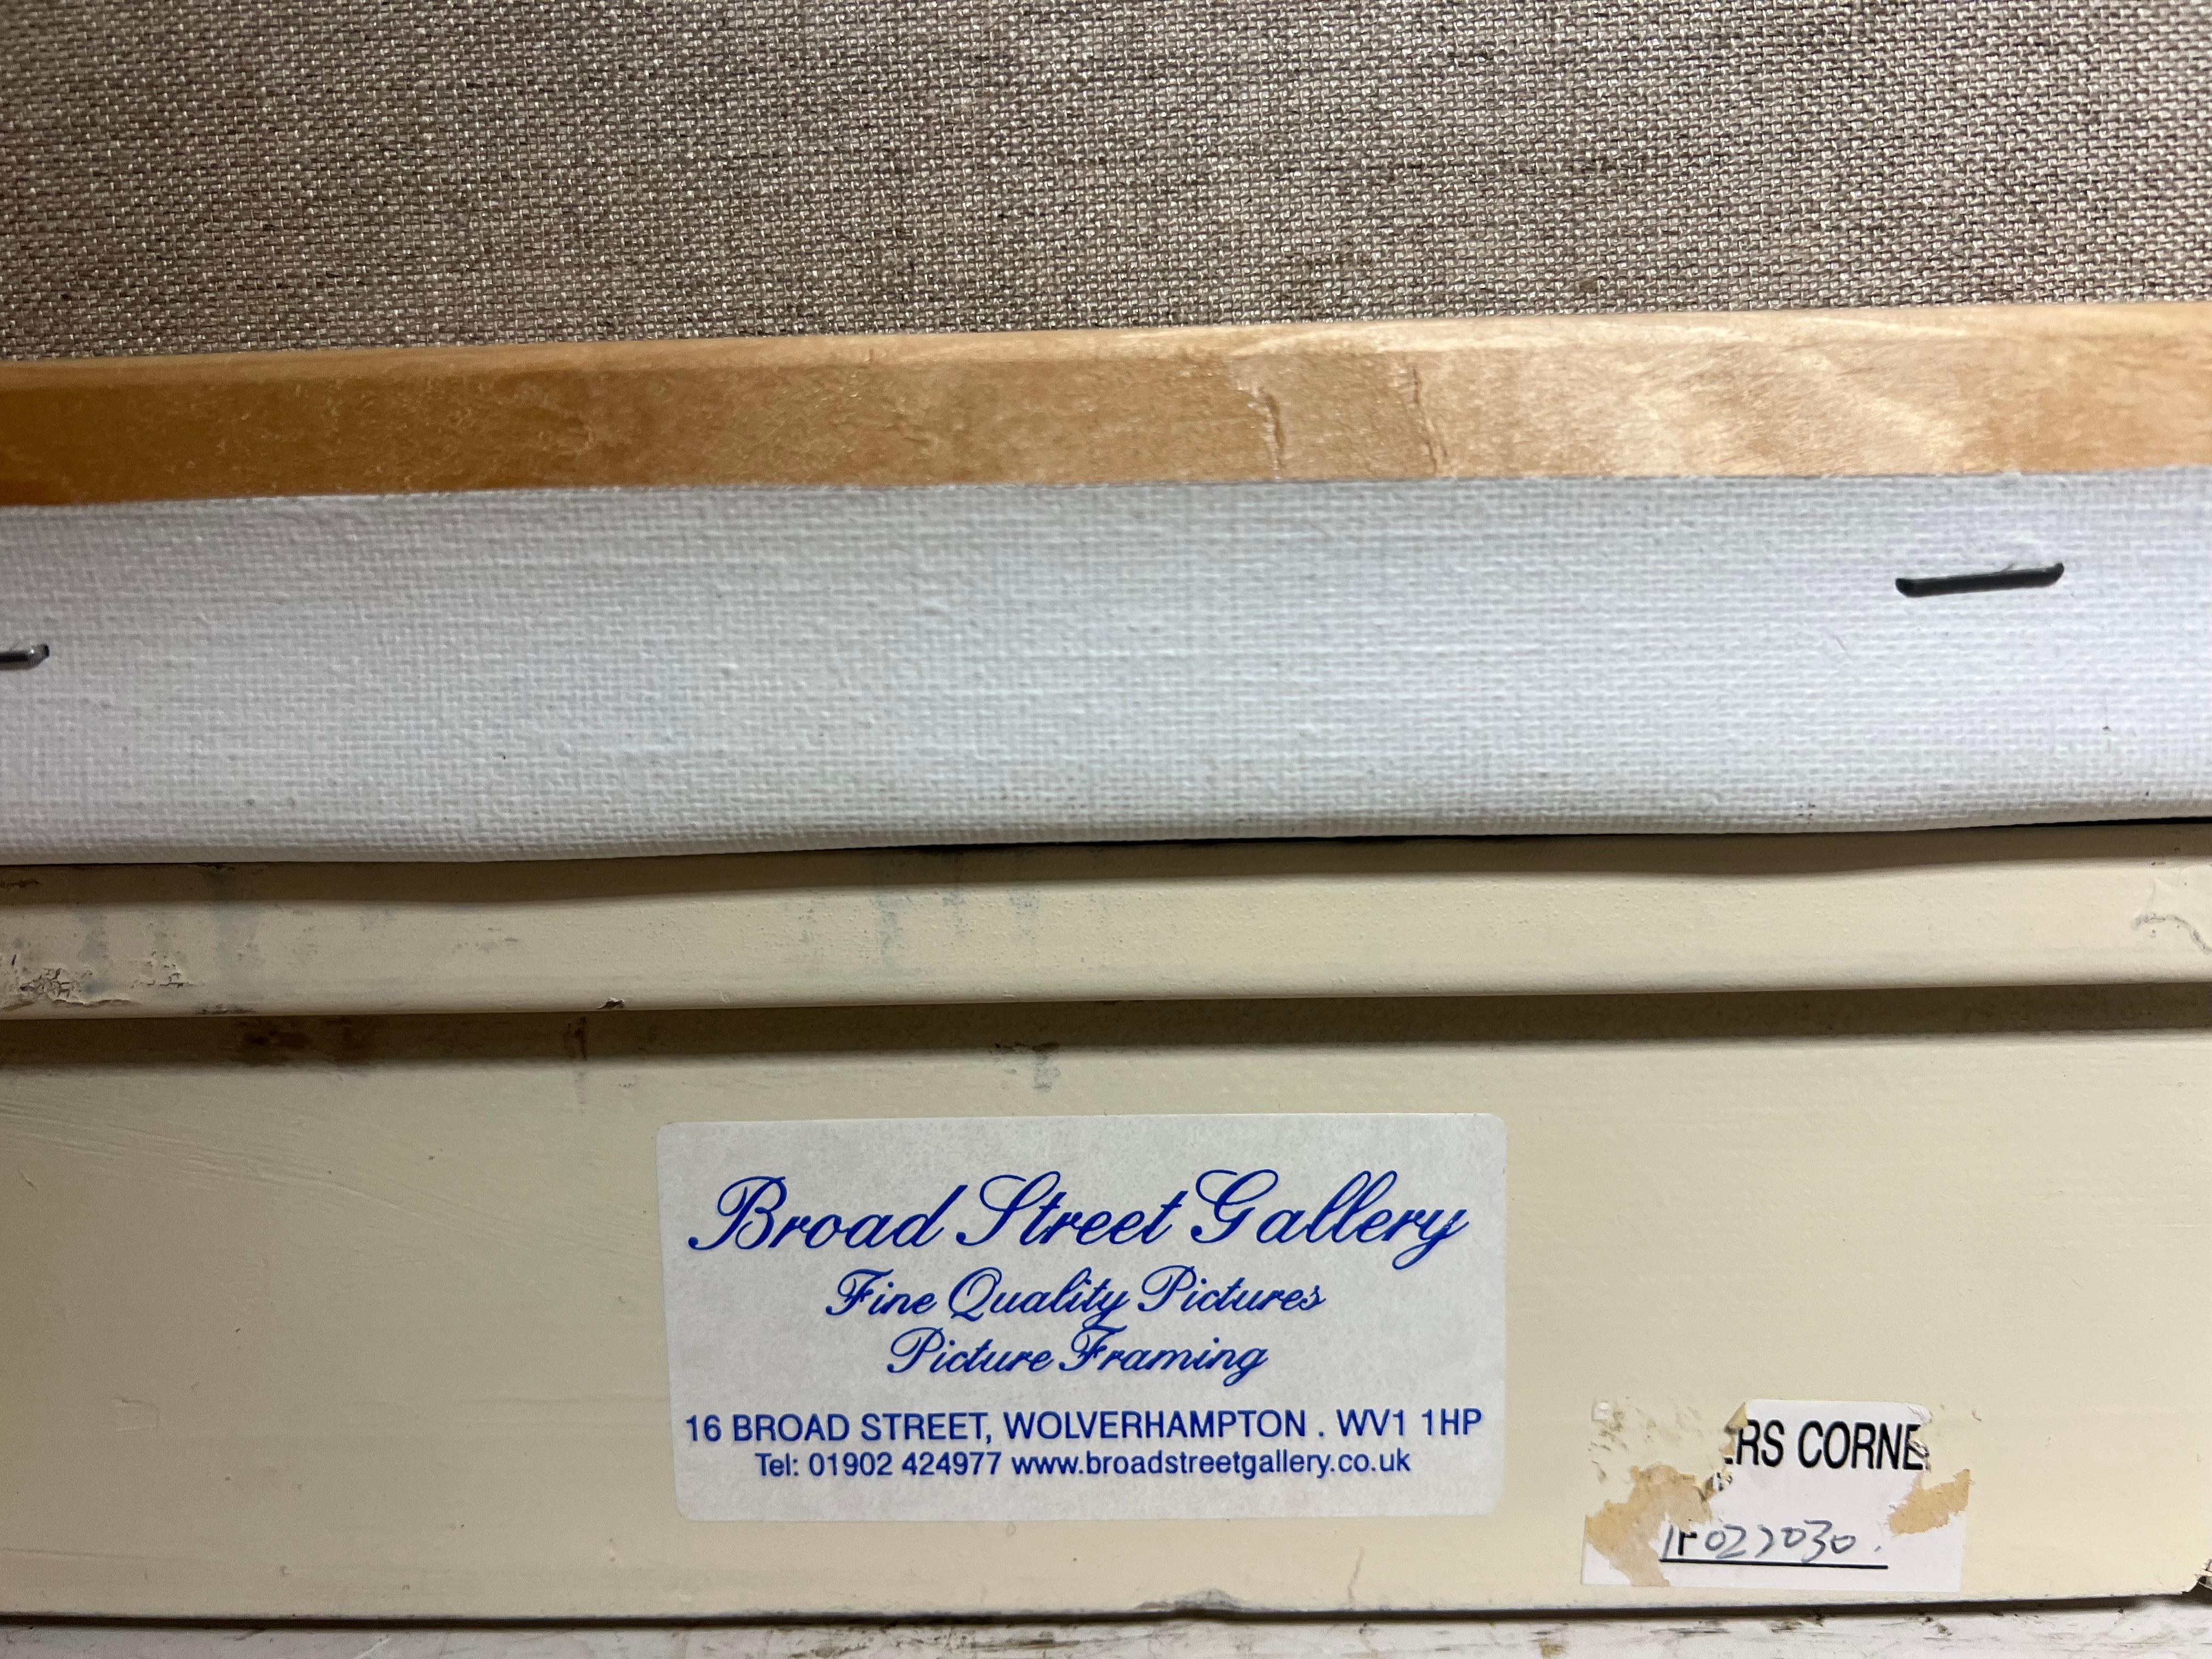 Broad Street Gallery
Fine Quality Pictures
Picture Framing
16 BROAD STREET, WOLVERHAMPTON . WV1 1HP
Tel: 01902 424977 www.broadstreetgallery.co.uk
RS CORNE